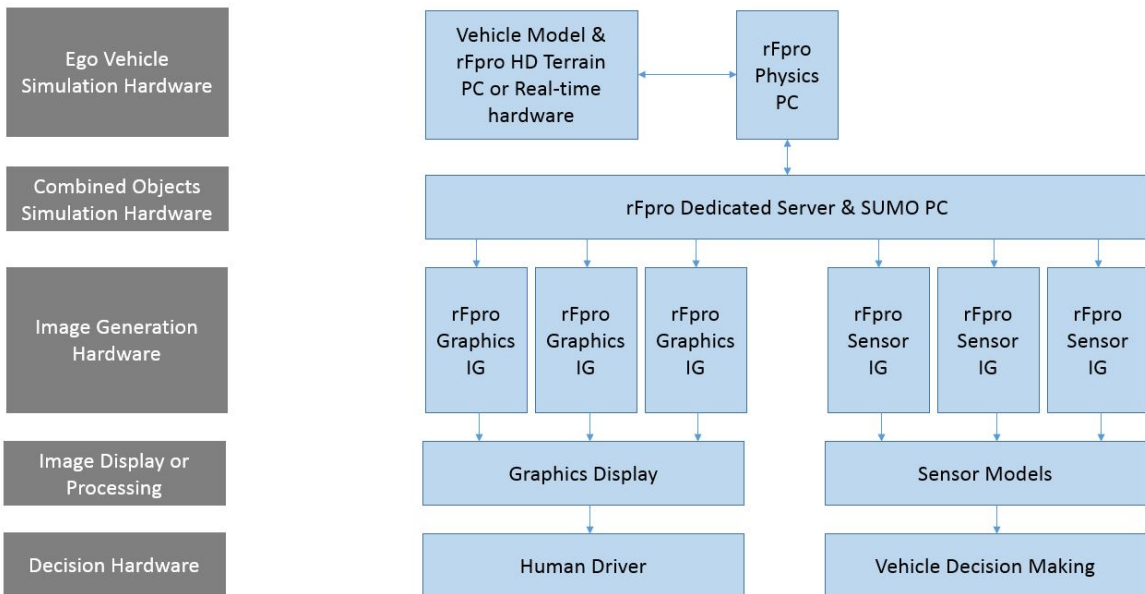 Ego Vehicle
Simulation Hardware
Vehicle Model &
rFpro HD Terrain
PC or Real-time
hardware
rFpro
Physics
PC
Combined Objects
Simulation Hardware
rFpro Dedicated Server & SUMO PC
Image Generation
Hardware
rFpro
Graphics
IG
rFpro
Graphics
IG
rFpro
Graphics
IG
rFpro
Sensor
IG
rFpro
Sensor
IG
rFpro
Sensor
IG
Image Display or
Processing
Graphics Display
Sensor Models
Decision Hardware
Human Driver
Vehicle Decision Making